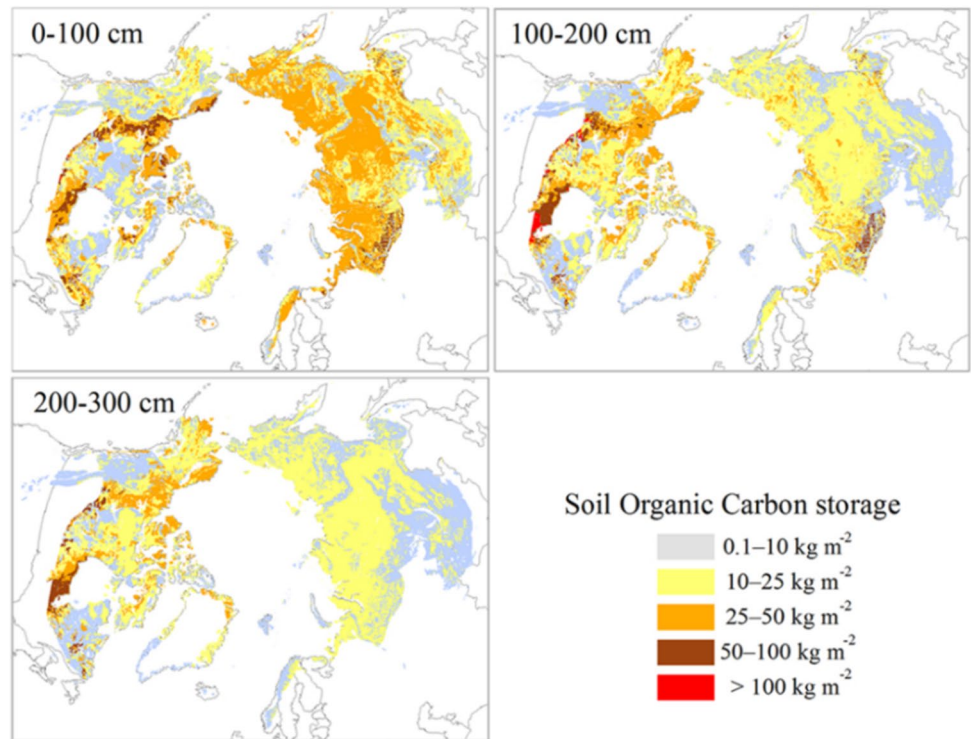 0-100 cm
100-200 cm
200-300 cm
Soil Organic Carbon storage
0.1–10 kg m⁻²
10–25 kg m⁻²
25–50 kg m⁻²
50–100 kg m⁻²
> 100 kg m⁻²